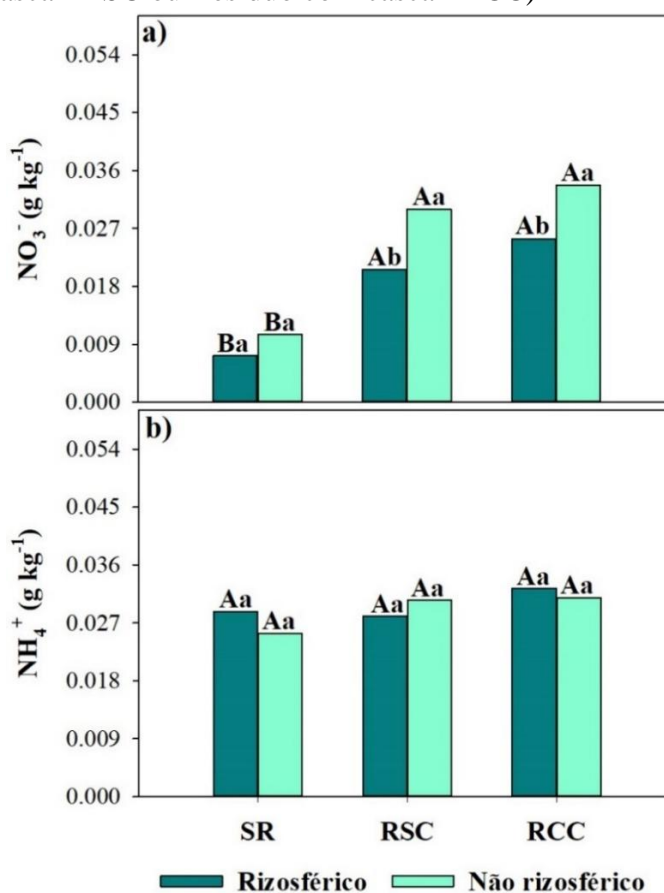 a)
0.054
0.045
0.036
0.027
0.018
0.009
0.000
NO₃⁻ (g kg⁻¹)
Ba Ba Ab Aa Ab Aa
b)
0.054
0.045
0.036
0.027
0.018
0.009
0.000
NH₄⁺ (g kg⁻¹)
Aa Aa Aa Aa Aa Aa
SR RSC RCC
Rizosférico Não rizosférico